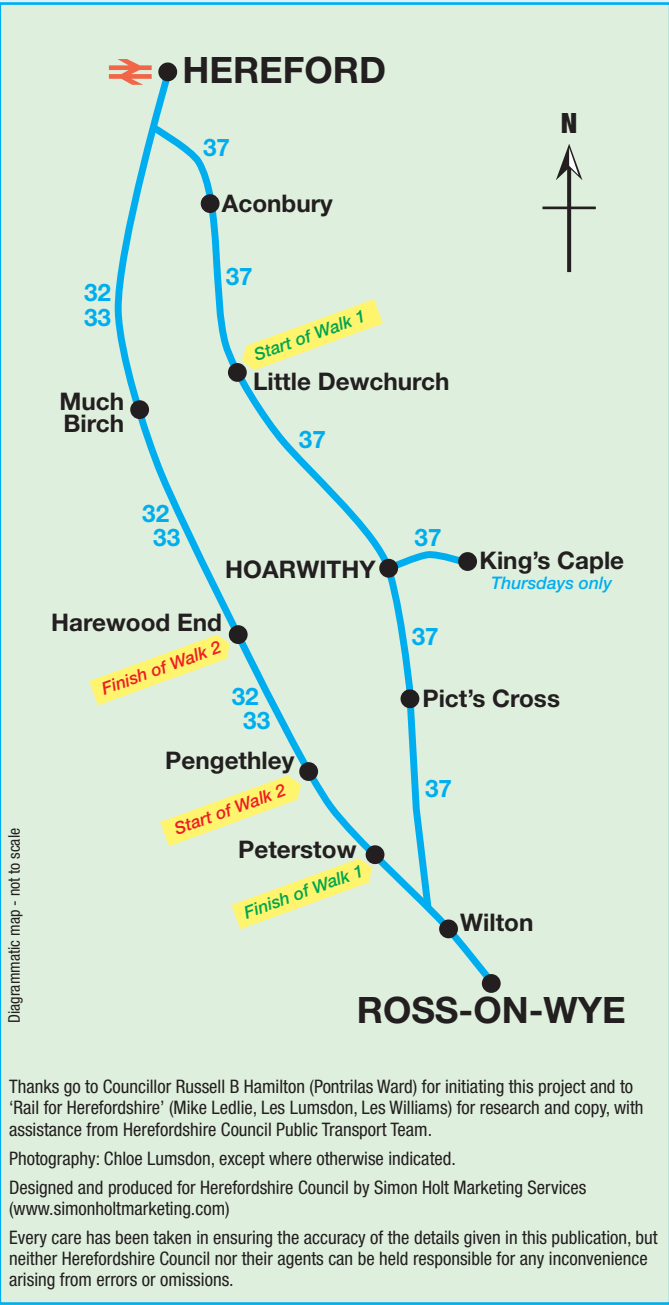 HEREFORD
N
37
Aconbury
37
32
33
Start of Walk 1
Little Dewchurch
Much
Birch
37
32
33
37
King's Caple
Thursdays only
HOARWITHY
Harewood End
Finish of Walk 2
37
32
33
Pict's Cross
Pengethley
Start of Walk 2
37
Peterstow
Finish of Walk 1
Wilton
ROSS-ON-WYE
Diagrammatic map - not to scale
Thanks go to Councillor Russell B Hamilton (Pontrilas Ward) for initiating this project and to
‘Rail for Herefordshire’ (Mike Ledlie, Les Lumsdon, Les Williams) for research and copy, with
assistance from Herefordshire Council Public Transport Team.
Photography: Chloe Lumsdon, except where otherwise indicated.
Designed and produced for Herefordshire Council by Simon Holt Marketing Services
(www.simonholtmarketing.com)
Every care has been taken in ensuring the accuracy of the details given in this publication, but
neither Herefordshire Council nor their agents can be held responsible for any inconvenience
arising from errors or omissions.